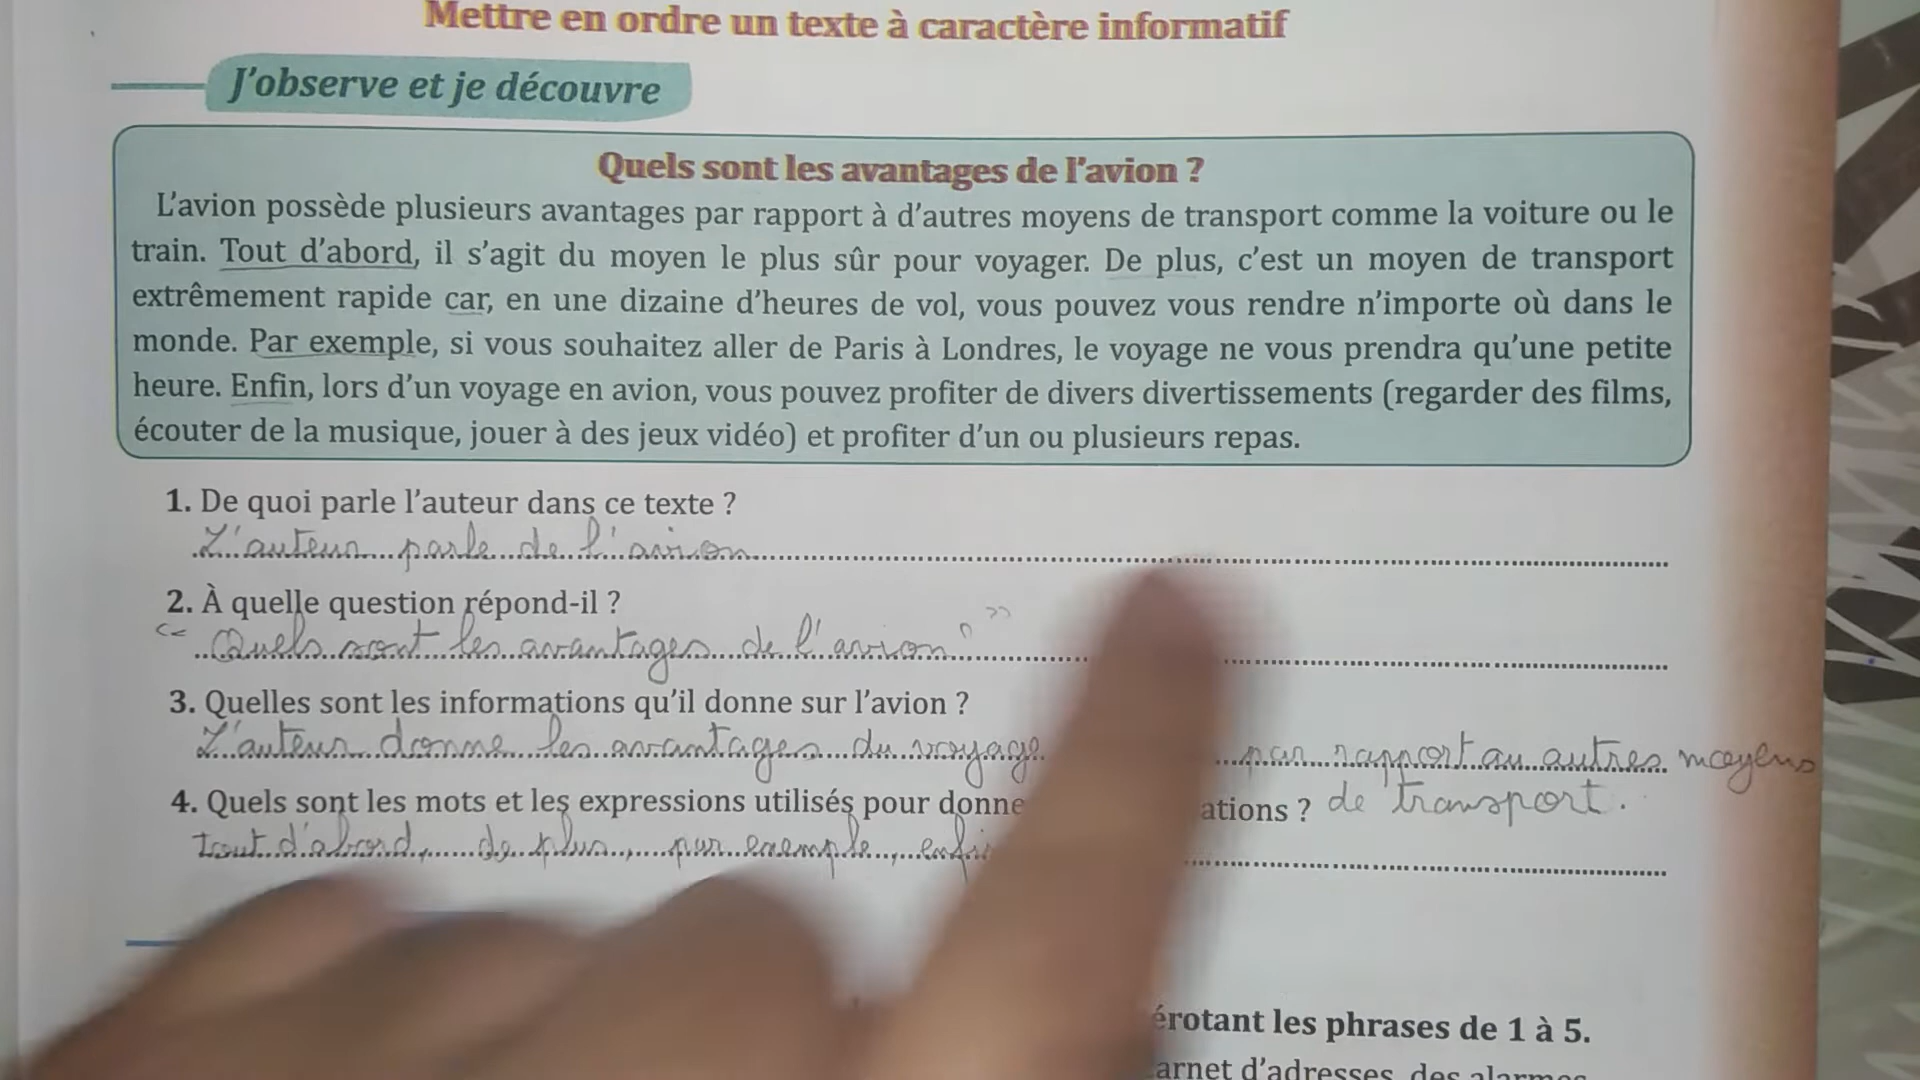 Mettre en ordre un texte à caractère informatif
J'observe et je découvre
Quels sont les avantages de l'avion ?
L'avion possède plusieurs avantages par rapport à d'autres moyens de transport comme la voiture ou le
train. Tout d'abord, il s'agit du moyen le plus sûr pour voyager. De plus, c'est un moyen de transport
extrêmement rapide car, en une dizaine d'heures de vol, vous pouvez vous rendre n'importe où dans le
monde. Par exemple, si vous souhaitez aller de Paris à Londres, le voyage ne vous prendra qu'une petite
heure. Enfin, lors d'un voyage en avion, vous pouvez profiter de divers divertissements (regarder des films,
écouter de la musique, jouer à des jeux vidéo) et profiter d'un ou plusieurs repas.
1. De quoi parle l'auteur dans ce texte ?
L'auteur parle de l'avion
2. À quelle question répond-il ?
" Quels sont les avantages de l'avion "
3. Quelles sont les informations qu'il donne sur l'avion ?
L'auteur donne les avantages du voyage par rapport au autres moyens
de transport.
4. Quels sont les mots et les expressions utilisés pour donne ations ?
tout d'abord, de plus, par exemple, enfi
érotant les phrases de 1 à 5.
arnet d'adresses, des alarmes